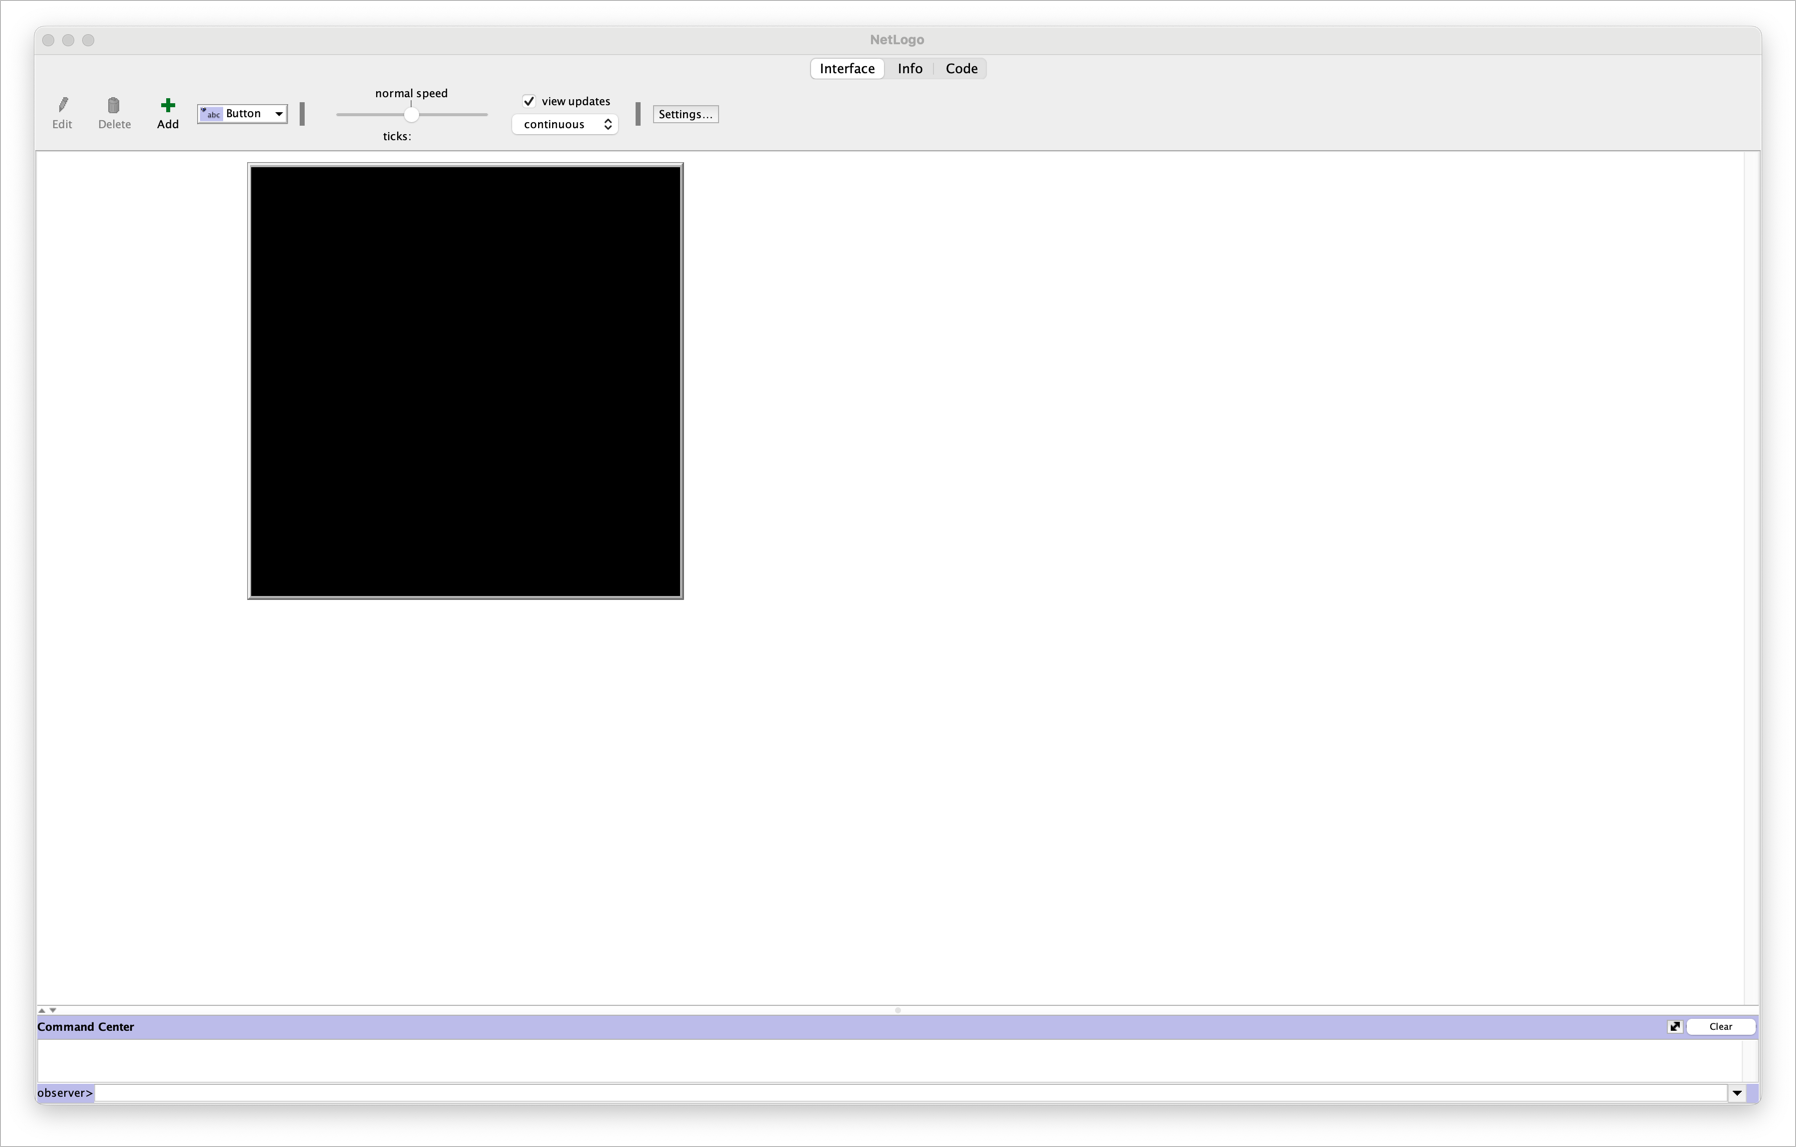 NetLogo
Interface Info Code
Edit Delete Add abc Button normal speed ticks: view updates continuous Settings...
Command Center Clear
observer>